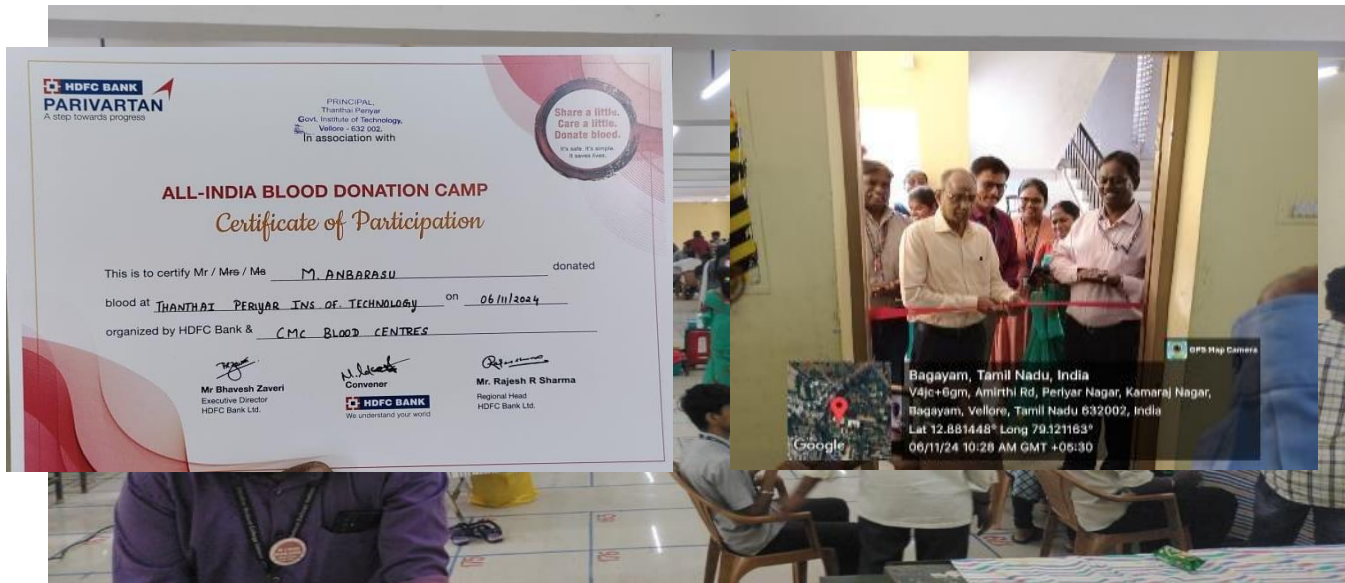 HDFC BANK
PARIVARTAN
A step towards progress
PRINCIPAL,
Thanthai Periyar
Govt. Institute of Technology,
Vellore - 632 002.
In association with
Share a little.
Care a little.
Donate blood.
It's safe. It's simple.
It saves lives.
ALL-INDIA BLOOD DONATION CAMP
Certificate of Participation
This is to certify Mr / Mrs / Ms M. ANBARASU donated
blood at THANTHAI PERIYAR INS OF. TECHNOLOGY on 06/11/2024
organized by HDFC Bank & CMC BLOOD CENTRES
Mr Bhavesh Zaveri
Executive Director
HDFC Bank Ltd.
Convener
HDFC BANK
We understand your world
Mr. Rajesh R Sharma
Regional Head
HDFC Bank Ltd.
GPS Map Camera
Google
Bagayam, Tamil Nadu, India
V4jc+6gm, Amirthi Rd, Periyar Nagar, Kamaraj Nagar,
Bagayam, Vellore, Tamil Nadu 632002, India
Lat 12.881448° Long 79.121163°
06/11/24 10:28 AM GMT +05:30